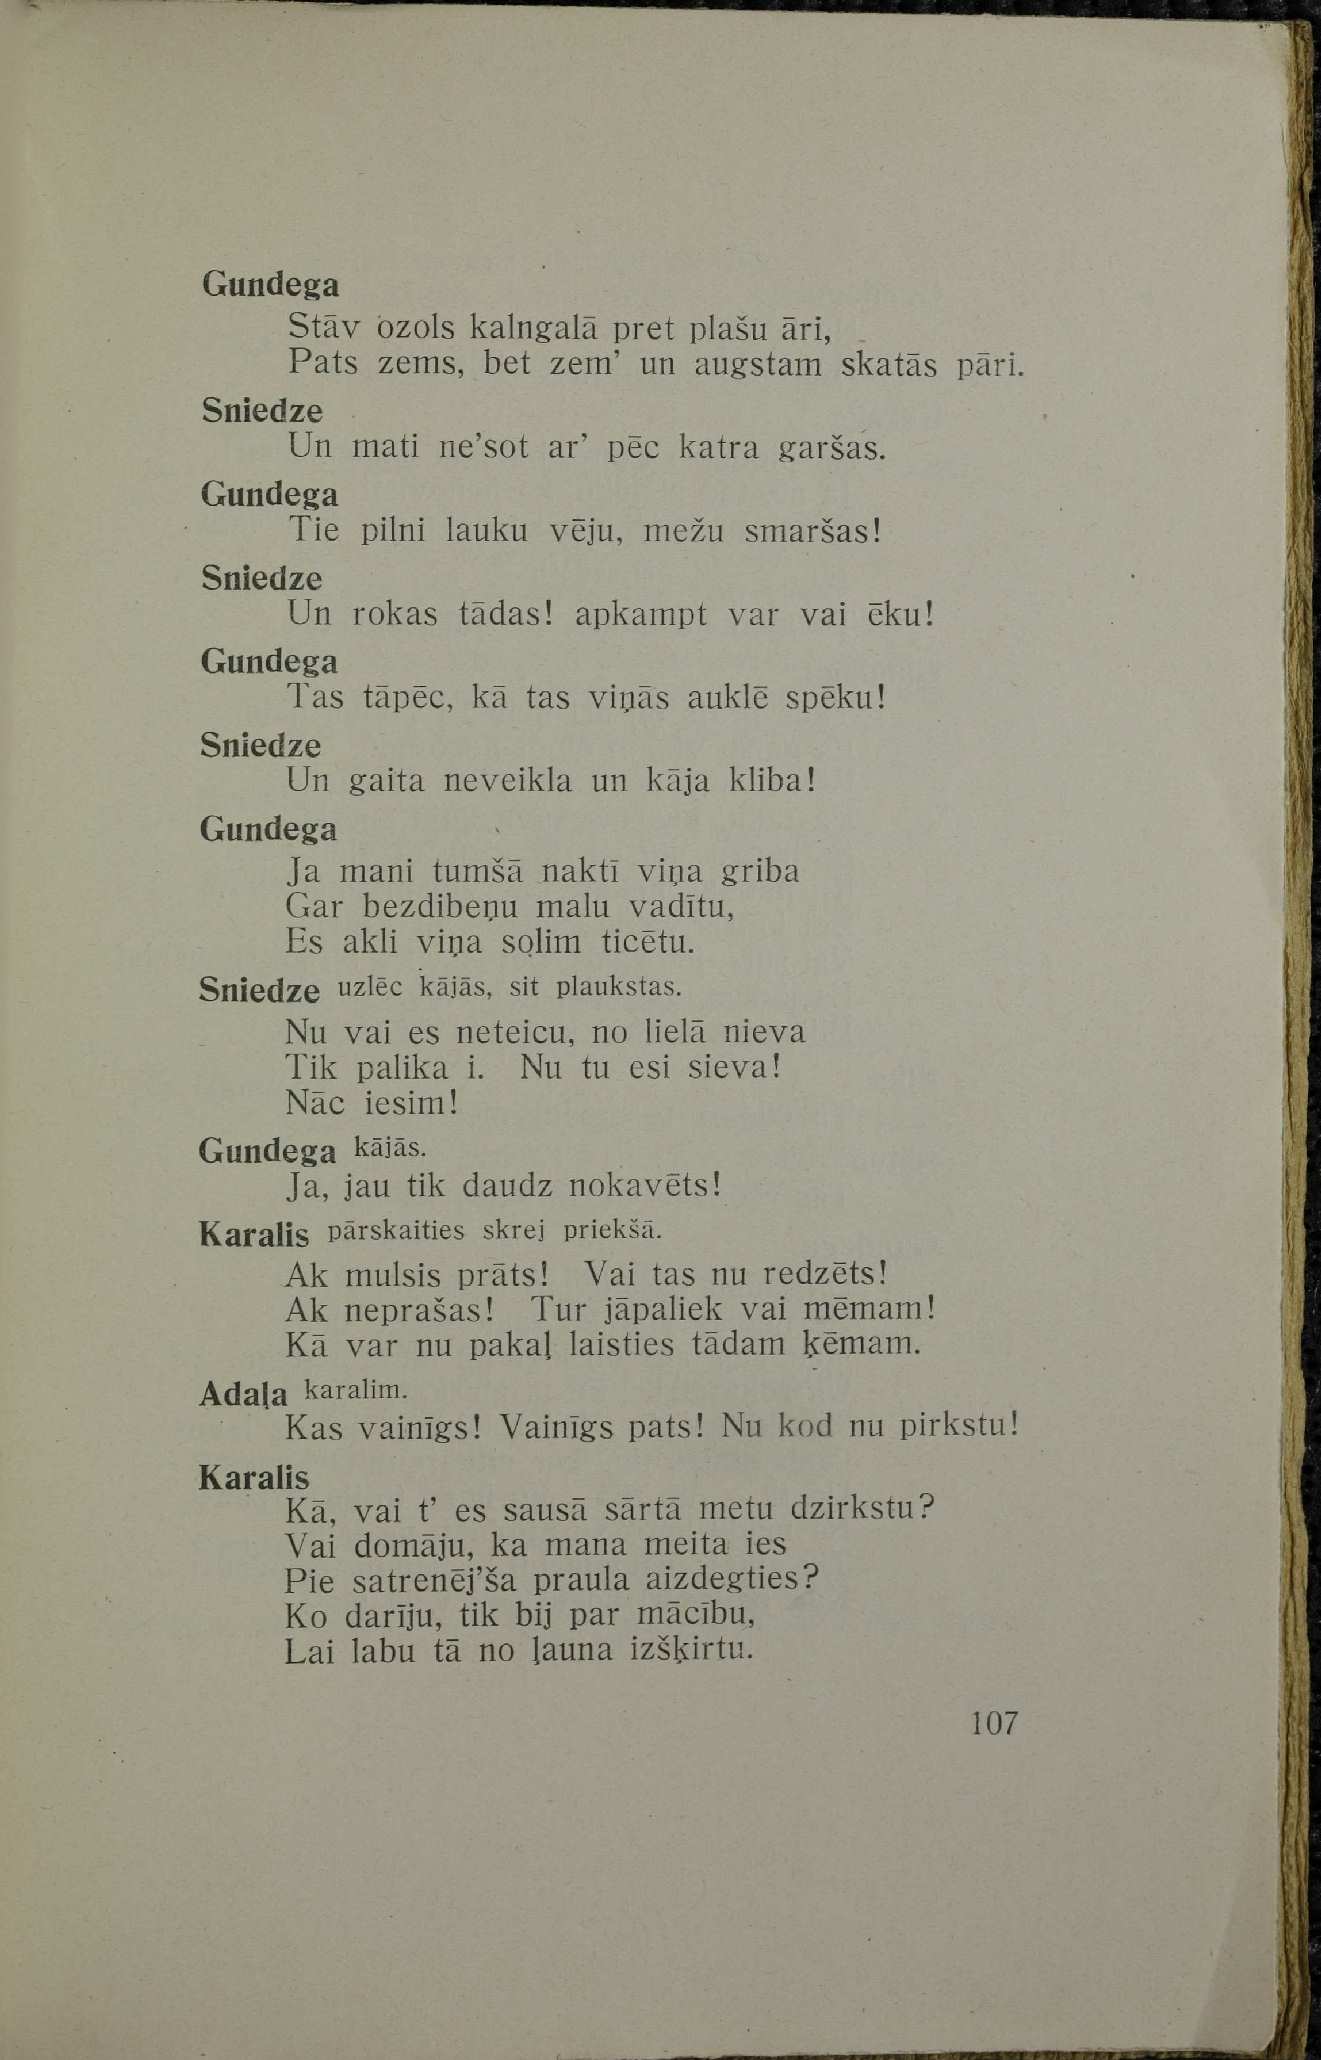 Gundega
Stāv ozols kalngalā pret plašu āri,
Pats zems, bet zem’ un augstam skatās pāri.
Sniedze
Un mati ne’sot ar’ pēc katra garšas.
Gundega
Tie pilni lauku vēju, mežu smaršas!
Sniedze
Un rokas tādas! apkampt var vai ēku!
Gundega
Tas tāpēc, kā tas viņās auklē spēku!
Sniedze
Un gaita neveikla un kāja kliba!
Gundega
Ja mani tumšā naktī viņa griba
Gar bezdibeņu malu vadītu,
Es akli viņa solim ticētu.
Sniedze uzlēc kājās, sit plaukstas.
Nu vai es neteicu, no lielā nieva
Tik palika i. Nu tu esi sieva!
Nāc iesim!
Gundega kājās.
Ja, jau tik daudz nokavēts!
Karalis pārskaities skrej priekšā.
Ak mulsis prāts! Vai tas nu redzēts!
Ak neprašas! Tur jāpaliek vai mēmam!
Kā var nu pakaļ laisties tādam ķēmam.
Adaļa karalim.
Kas vainīgs! Vainīgs pats! Nu kod nu pirkstu!
Karalis
Kā, vai t’ es sausā sārtā metu dzirkstu?
Vai domāju, ka mana meita ies
Pie satrenēj’ša praula aizdegties?
Ko darīju, tik bij par mācību,
Lai labu tā no ļauna izšķirtu.
107